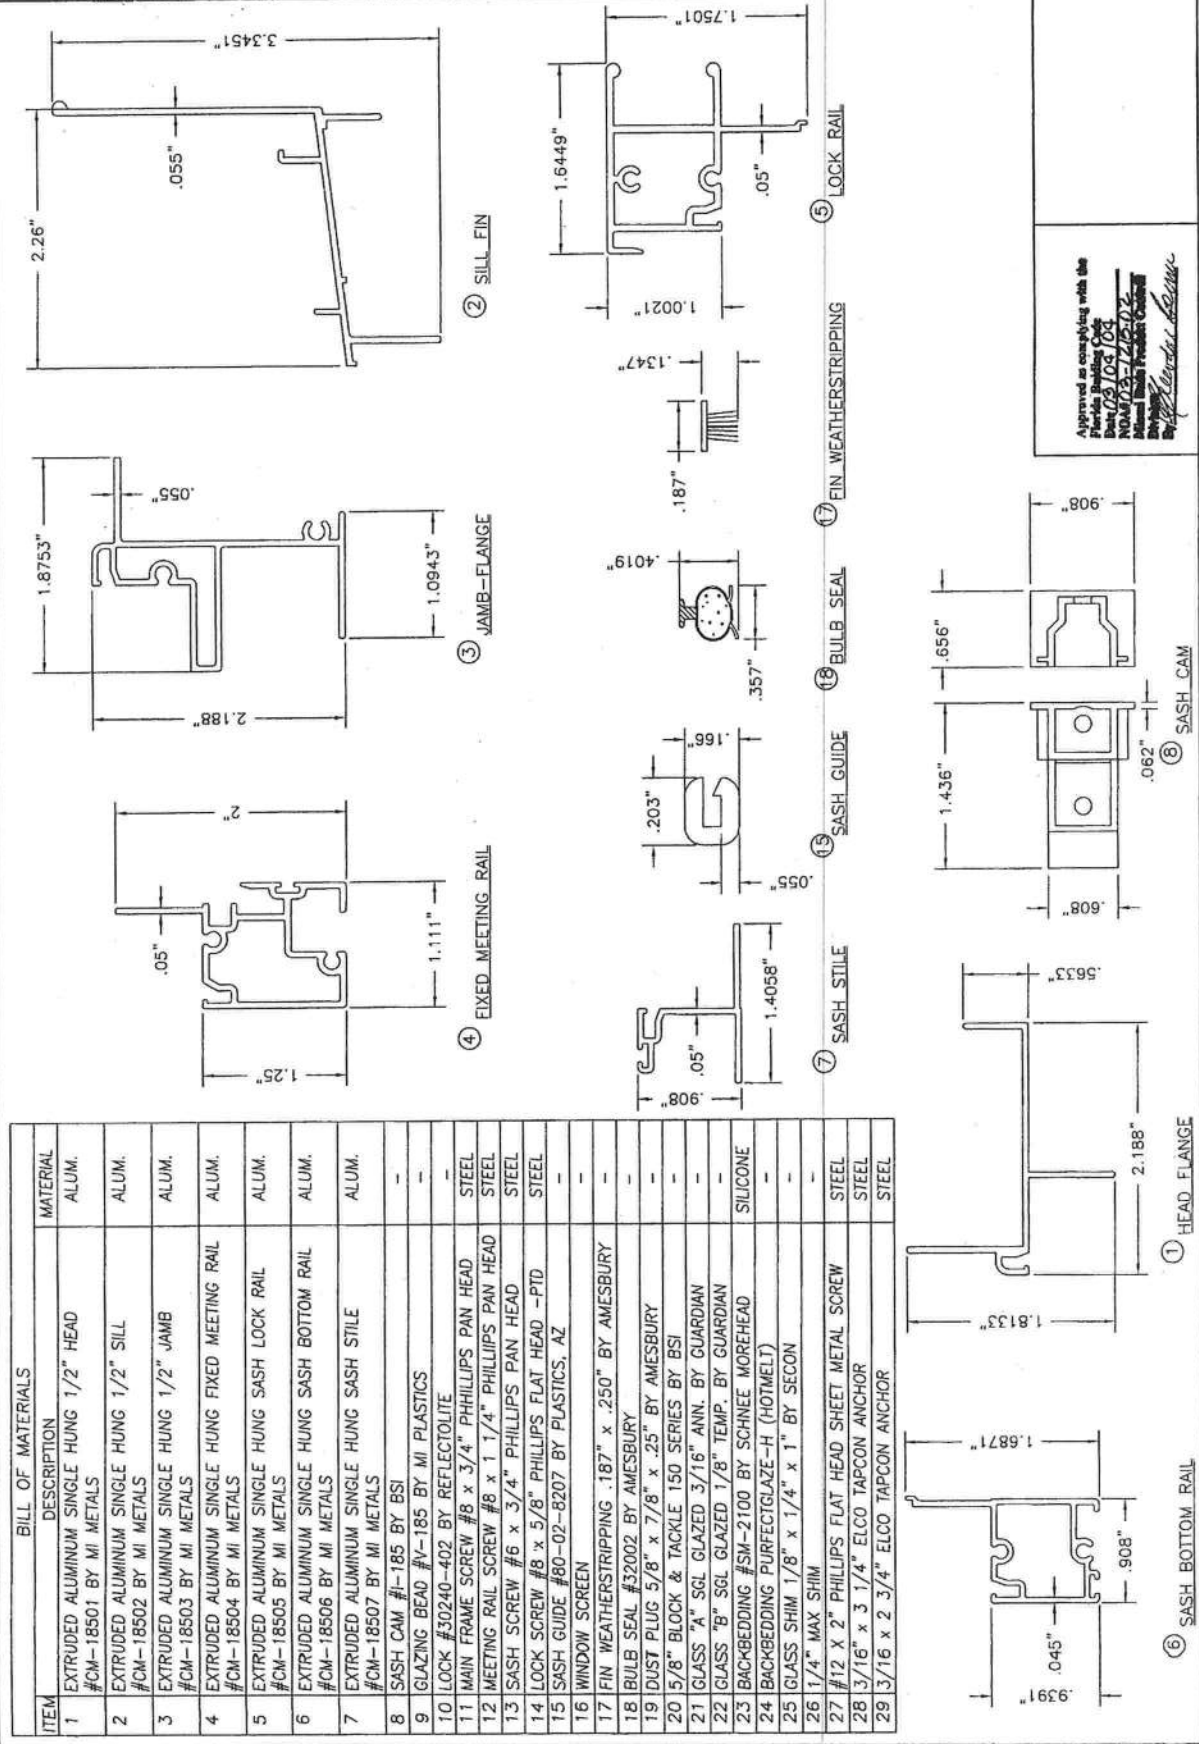 BILL OF MATERIALS
ITEM DESCRIPTION MATERIAL
1 EXTRUDED ALUMINUM SINGLE HUNG 1/2" HEAD ALUM.
#CM-18501 BY MI METALS
2 EXTRUDED ALUMINUM SINGLE HUNG 1/2" SILL ALUM.
#CM-18502 BY MI METALS
3 EXTRUDED ALUMINUM SINGLE HUNG 1/2" JAMB ALUM.
#CM-18503 BY MI METALS
4 EXTRUDED ALUMINUM SINGLE HUNG FIXED MEETING RAIL ALUM.
#CM-18504 BY MI METALS
5 EXTRUDED ALUMINUM SINGLE HUNG SASH LOCK RAIL ALUM.
#CM-18505 BY MI METALS
6 EXTRUDED ALUMINUM SINGLE HUNG SASH BOTTOM RAIL ALUM.
#CM-18506 BY MI METALS
7 EXTRUDED ALUMINUM SINGLE HUNG SASH STILE ALUM.
#CM-18507 BY MI METALS
8 SASH CAM #I-185 BY BSI -
9 GLAZING BEAD #V-185 BY MI PLASTICS -
10 LOCK #30240-402 BY REFLECTOLITE -
11 MAIN FRAME SCREW #8 x 3/4" PHHILLIPS PAN HEAD STEEL
12 MEETING RAIL SCREW #8 x 1 1/4" PHILLIPS PAN HEAD STEEL
13 SASH SCREW #6 x 3/4" PHILLIPS PAN HEAD STEEL
14 LOCK SCREW #8 x 5/8" PHILLIPS FLAT HEAD -PTD STEEL
15 SASH GUIDE #80-02-8207 BY PLASTICS, AZ -
16 WINDOW SCREEN -
17 FIN WEATHERSTRIPPING .187" x .250" BY AMESBURY -
18 BULB SEAL #32002 BY AMESBURY -
19 DUST PLUG 5/8" x 7/8" x .25" BY AMESBURY -
20 5/8" BLOCK & TACKLE 150 SERIES BY BSI -
21 GLASS "A" SGL GLAZED 3/16" ANN. BY GUARDIAN -
22 GLASS "B" SGL GLAZED 1/8" TEMP. BY GUARDIAN -
23 BACKBEDDING #SM-2100 BY SCHNEE MOREHEAD SILICONE
24 BACKBEDDING PURFECTGLAZE-H (HOTMELT) -
25 GLASS SHIM 1/8" x 1/4" x 1" BY SECON -
26 1/4" MAX SHIM -
27 #12 X 2" PHILLIPS FLAT HEAD SHEET METAL SCREW STEEL
28 3/16" x 3 1/4" ELCO TAPCON ANCHOR STEEL
29 3/16 x 2 3/4" ELCO TAPCON ANCHOR STEEL
2"
.05"
1.25"
1.111"
4 FIXED MEETING RAIL
1.8753"
.055"
2.188"
1.0943"
3 JAMB-FLANGE
2.26"
3.3451"
.055"
2 SILL FIN
.908"
.05"
1.4058"
7 SASH STILE
.203"
.166"
.055"
15 SASH GUIDE
.4019"
.357"
18 BULB SEAL
.187"
.1347"
17 FIN WEATHERSTRIPPING
1.6449"
1.7501"
1.0021"
.05"
5 LOCK RAIL
1.6871"
.9391"
.045"
.908"
6 SASH BOTTOM RAIL
1.8133"
.5633"
2.188"
1 HEAD FLANGE
1.436"
.656"
.608"
.908"
.062"
8 SASH CAM
Approved as complying with the
Florida Building Code
Date 03/04/04
NOA# 03-1215.02
Miami Dade Product Control
Division
By